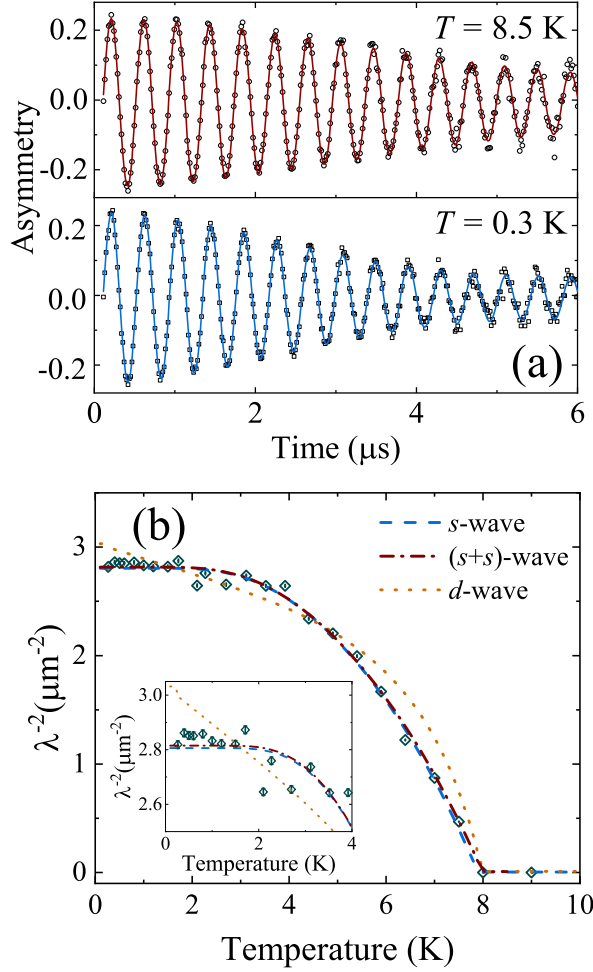 0.2
T = 8.5 K
0.0
-0.2
Asymmetry
0.2
T = 0.3 K
0.0
-0.2
(a)
0 2 4 6
Time (μs)
(b)
s-wave
(s+s)-wave
d-wave
3
2
1
0
λ⁻²(μm⁻²)
3.0
2.8
2.6
λ⁻²(μm⁻²)
0 2 4
Temperature (K)
0 2 4 6 8 10
Temperature (K)